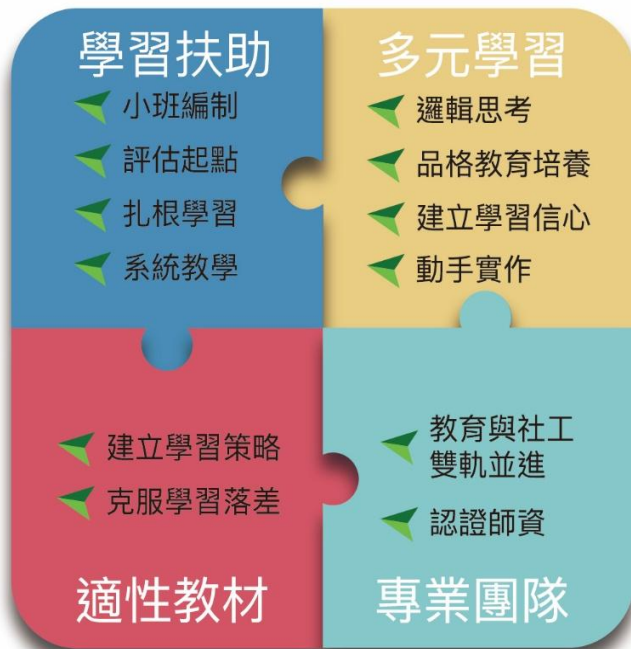 學習扶助
小班編制
評估起點
扎根學習
系統教學
多元學習
邏輯思考
品格教育培養
建立學習信心
動手實作
建立學習策略
克服學習落差
適性教材
教育與社工
雙軌並進
認證師資
專業團隊